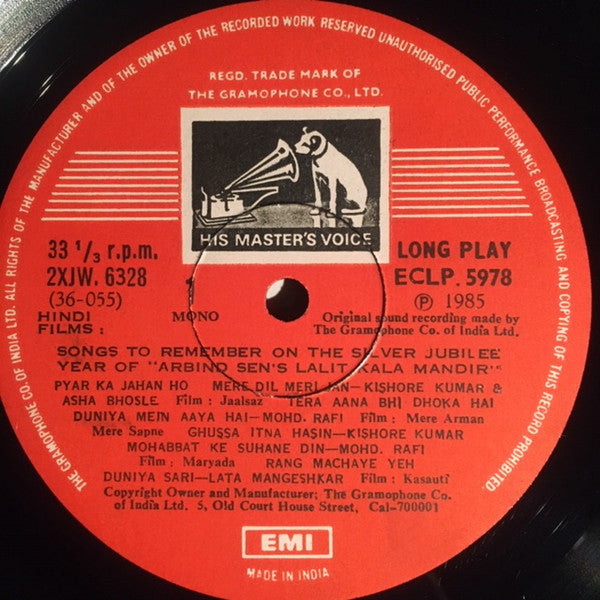 THE GRAMOPHONE CO. OF INDIA LTD. ALL RIGHTS OF THE MANUFACTURER AND OF THE OWNER OF THE RECORDED WORK RESERVED UNAUTHORISED PUBLIC PERFORMANCE BROADCASTING AND COPYING OF THIS RECORD PROHIBITED.
REGD. TRADE MARK OF
THE GRAMOPHONE CO., LTD.
HIS MASTER'S VOICE
33 1/3 r.p.m.
2XJW. 6328
(36-055)
LONG PLAY
ECLP. 5978
Ⓟ 1985
HINDI
FILMS :
MONO
Original sound recording made by
The Gramophone Co. of India Ltd.
SONGS TO REMEMBER ON THE SILVER JUBILEE
YEAR OF "ARBIND SEN'S LALIT KALA MANDIR"
PYAR KA JAHAN HO MERE DIL MERI JAN—KISHORE KUMAR &
ASHA BHOSLE Film : Jaalsaz TERA AANA BHI DHOKA HAI
DUNIYA MEIN AAYA HAI—MOHD. RAFI Film : Mere Arman
Mere Sapne GHUSSA ITNA HASIN—KISHORE KUMAR
MOHABBAT KE SUHANE DIN—MOHD. RAFI
Film : Maryada RANG MACHAYE YEH
DUNIYA SARI—LATA MANGESHKAR Film : Kasauti
Copyright Owner and Manufacturer; The Gramophone Co.
of India Ltd. 5, Old Court House Street, Cal-700001
EMI
MADE IN INDIA